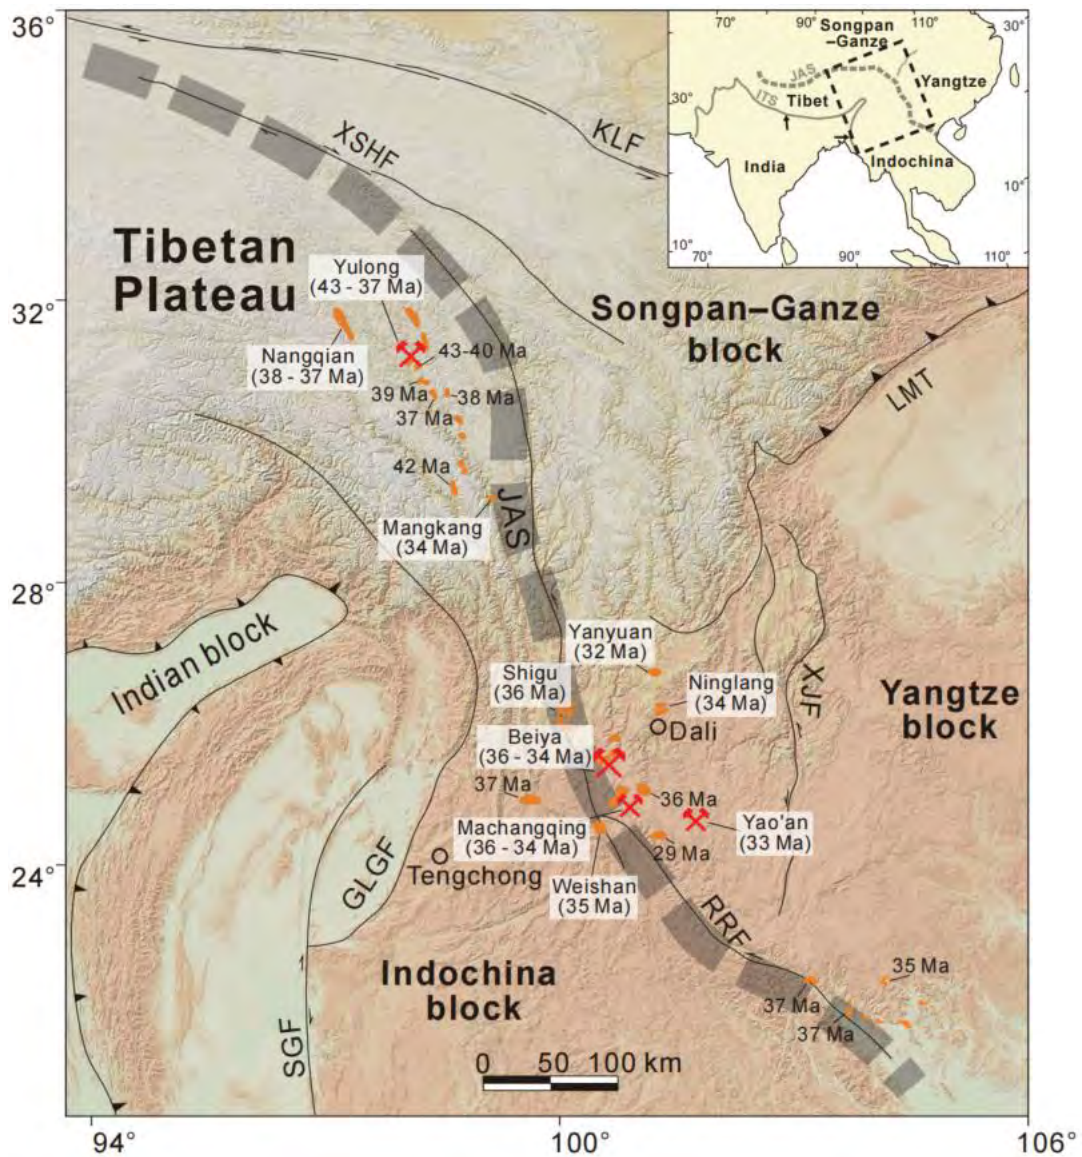 36°
32°
28°
24°
94°
100°
106°
70°
90°
110°
30°
Songpan
–Ganze
JAS
Yangtze
ITS
Tibet
30°
India
Indochina
10°
10°
70°
90°
110°
KLF
XSHF
Tibetan
Plateau
Yulong
(43 - 37 Ma)
Songpan–Ganze
block
Nangqian
(38 - 37 Ma)
43-40 Ma
39 Ma
38 Ma
37 Ma
LMT
42 Ma
JAS
Mangkang
(34 Ma)
Indian block
Yanyuan
(32 Ma)
Shigu
(36 Ma)
Ninglang
(34 Ma)
XJF
Yangtze
block
Dali
Beiya
(36 - 34 Ma)
37 Ma
36 Ma
Machangqing
(36 - 34 Ma)
Yao'an
(33 Ma)
29 Ma
Tengchong
Weishan
(35 Ma)
GLGF
RRF
Indochina
block
35 Ma
37 Ma
37 Ma
SGF
0 50 100 km